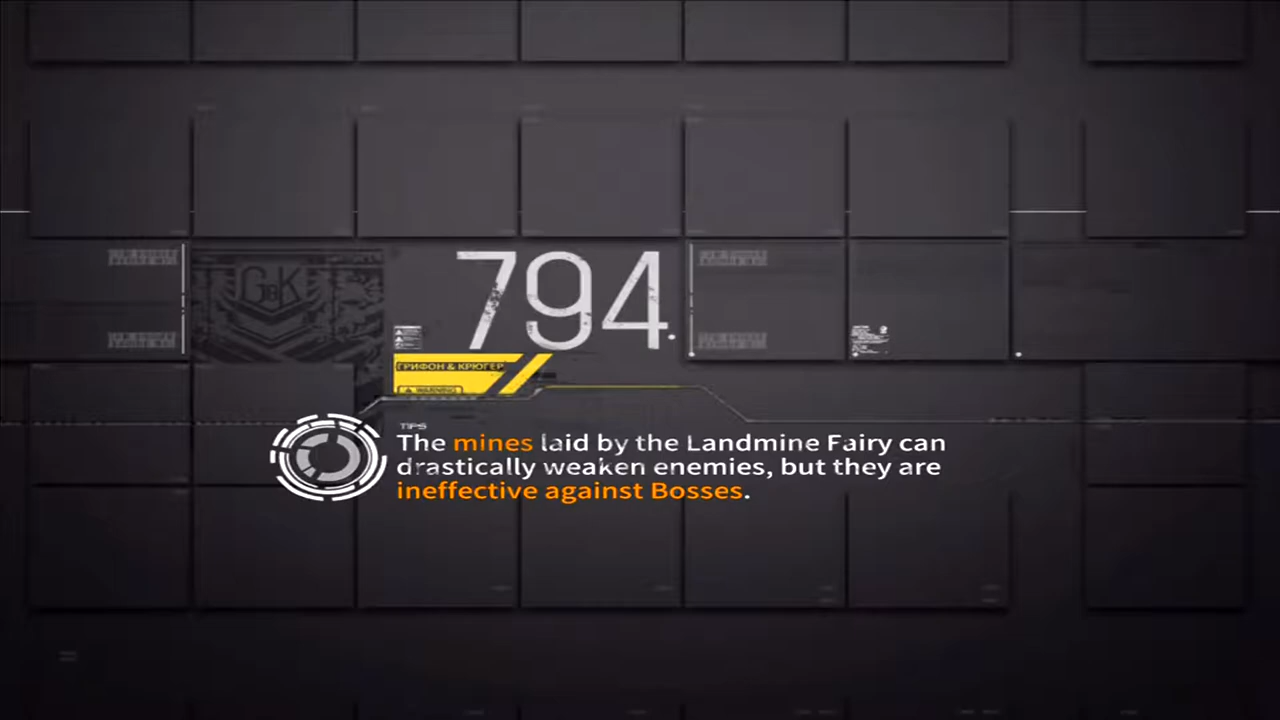 G&K
794.
ГРИФОН & КРЮГЕР
WARNING
TIPS
The mines laid by the Landmine Fairy can
drastically weaken enemies, but they are
ineffective against Bosses.